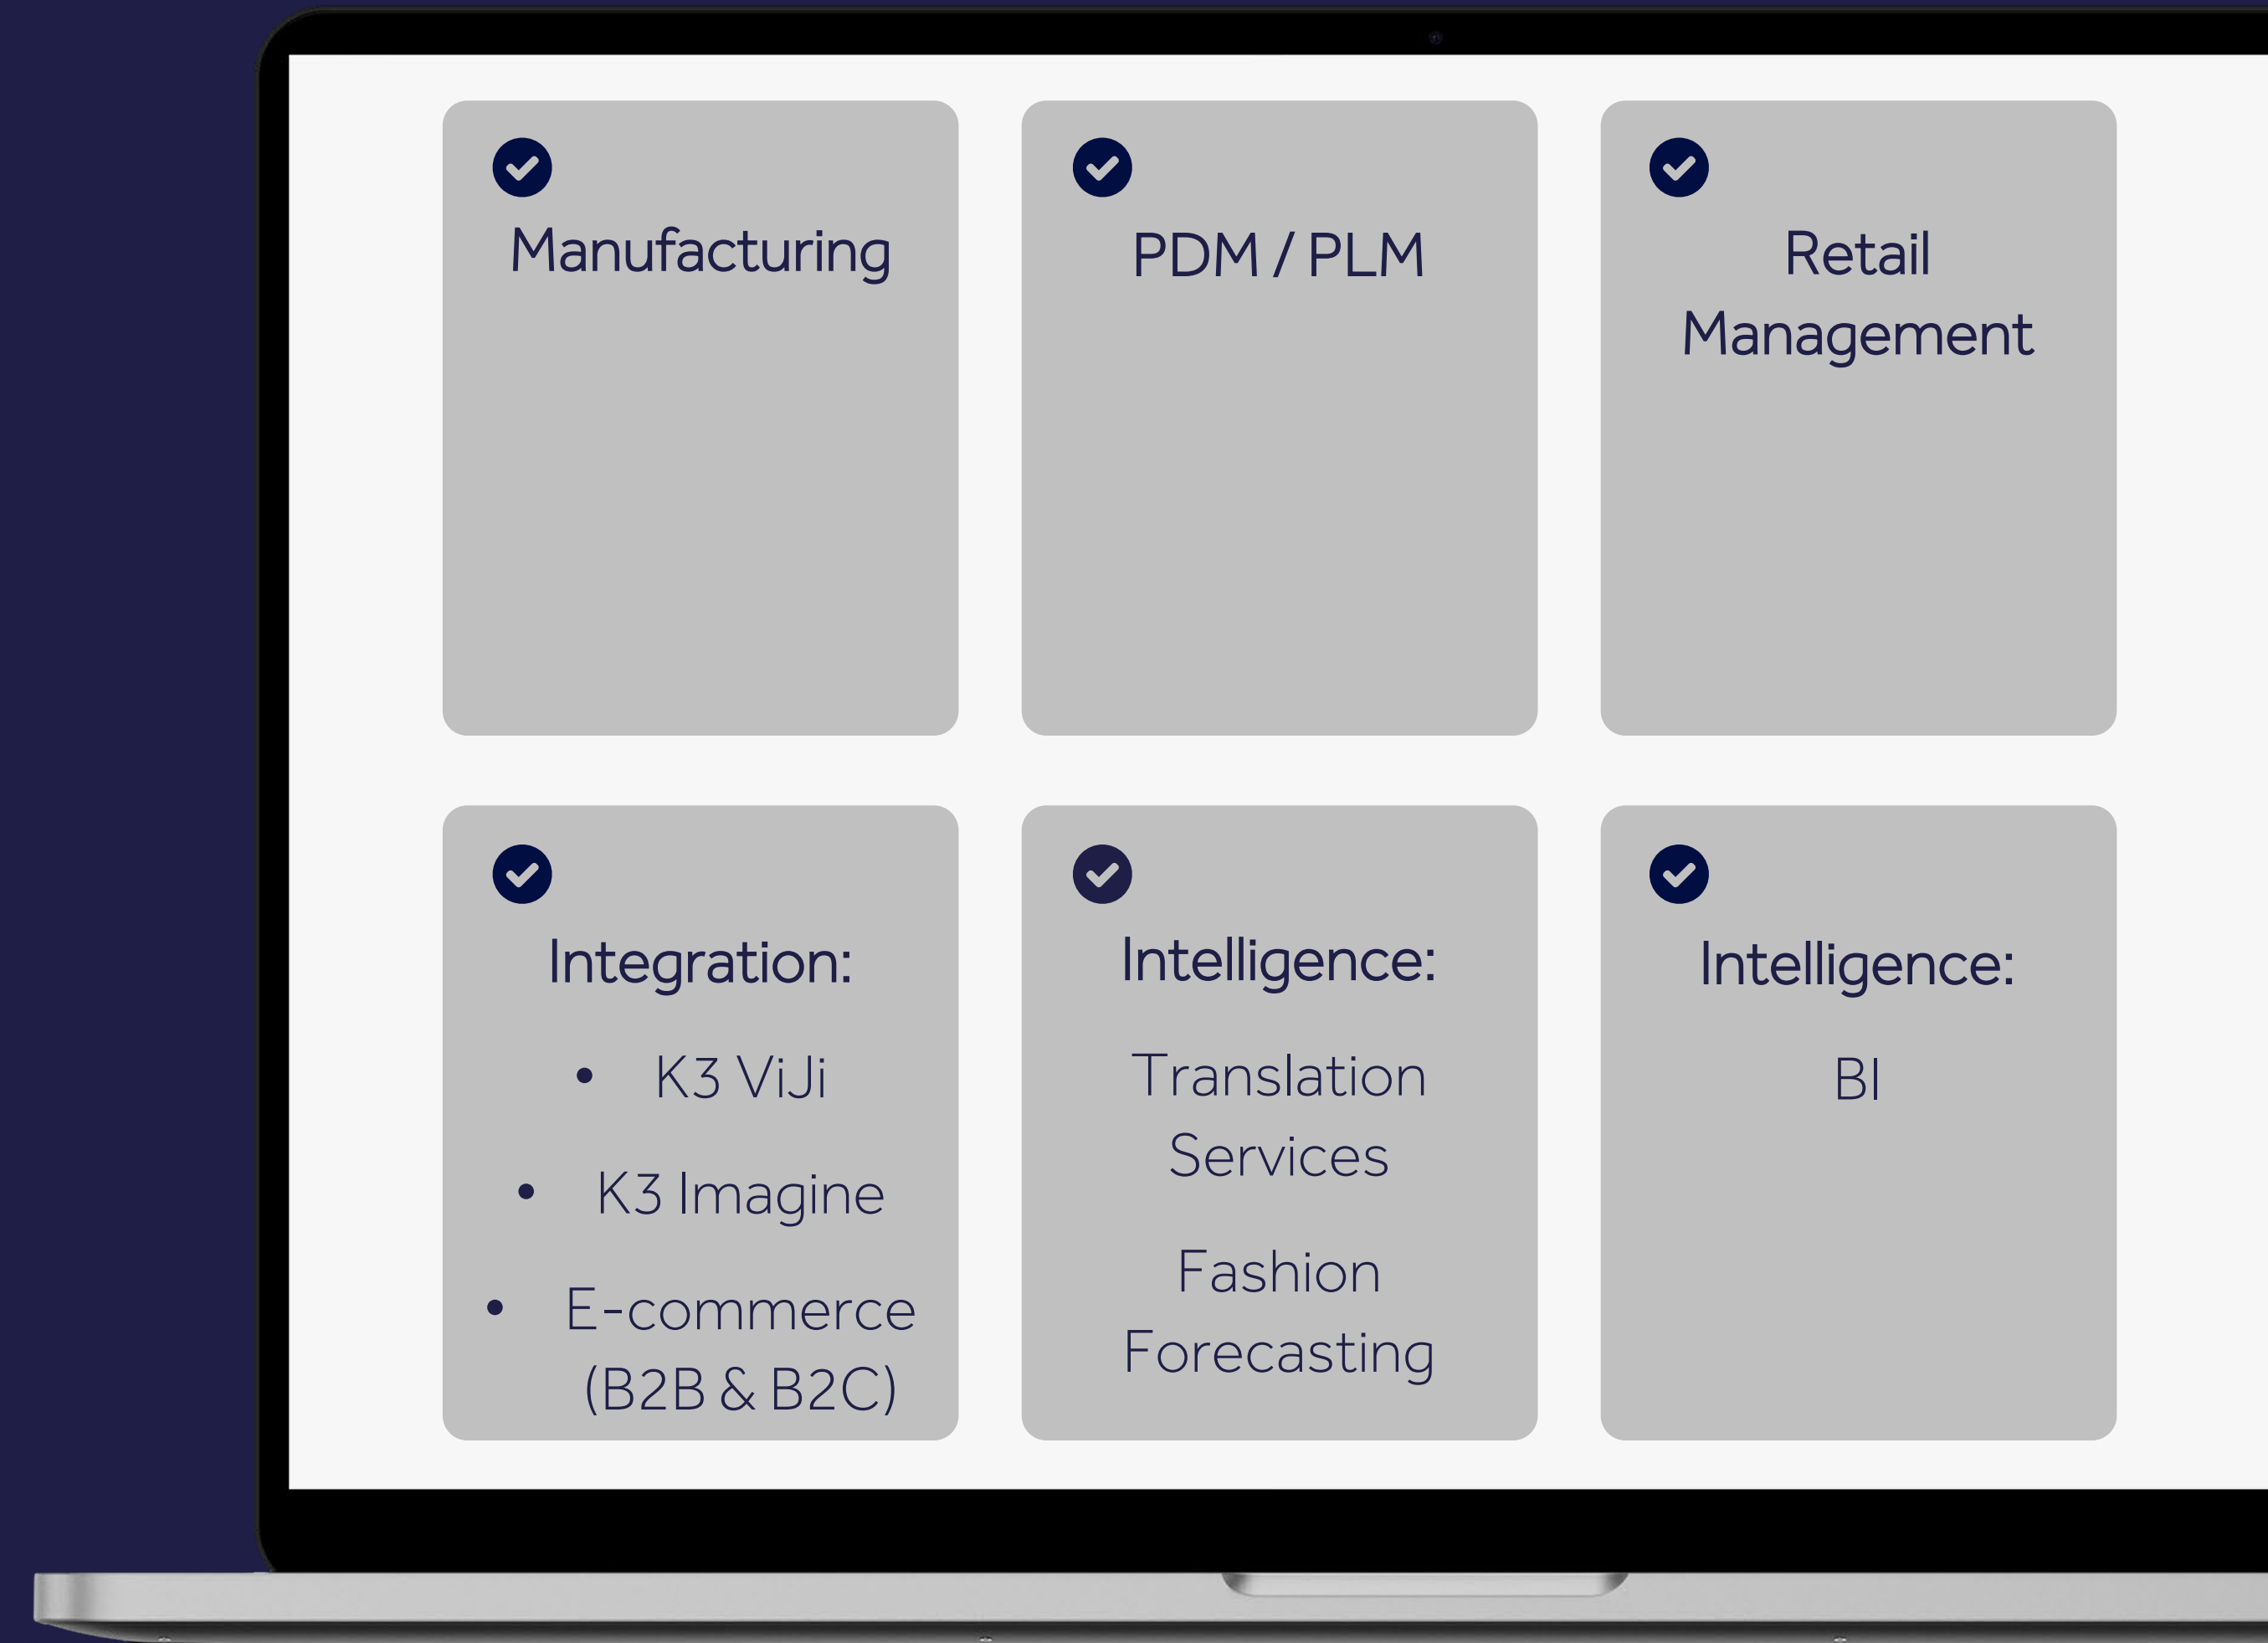 Manufacturing
PDM / PLM
Retail
Management
Integration:
• K3 ViJi
• K3 Imagine
• E-commerce
(B2B & B2C)
Intelligence:
Translation
Services
Fashion
Forecasting
Intelligence:
BI